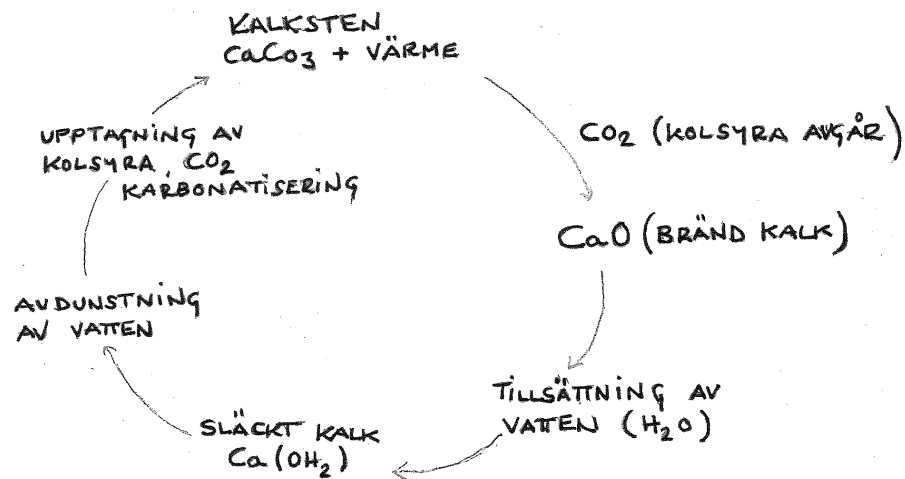 KALKSTEN
CaCo₃ + VÄRME
CO₂ (KOLSYRA AVGÅR)
CaO (BRÄND KALK)
TILLSÄTTNING AV
VATTEN (H₂O)
SLÄCKT KALK
Ca(OH₂)
AVDUNSTNING
AV VATTEN
UPPTAGNING AV
KOLSYRA, CO₂
KARBONATISERING